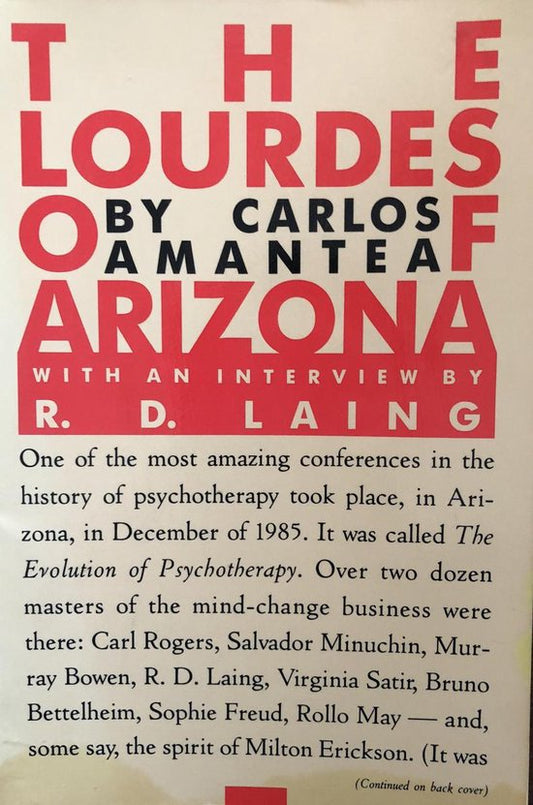 THE
LOURDES
OF
BY CARLOS
AMANTEA
ARIZONA
WITH AN INTERVIEW BY
R. D. LAING
One of the most amazing conferences in the
history of psychotherapy took place, in Ari-
zona, in December of 1985. It was called The
Evolution of Psychotherapy. Over two dozen
masters of the mind-change business were
there: Carl Rogers, Salvador Minuchin, Mur-
ray Bowen, R. D. Laing, Virginia Satir, Bruno
Bettelheim, Sophie Freud, Rollo May — and,
some say, the spirit of Milton Erickson. (It was
(Continued on back cover)